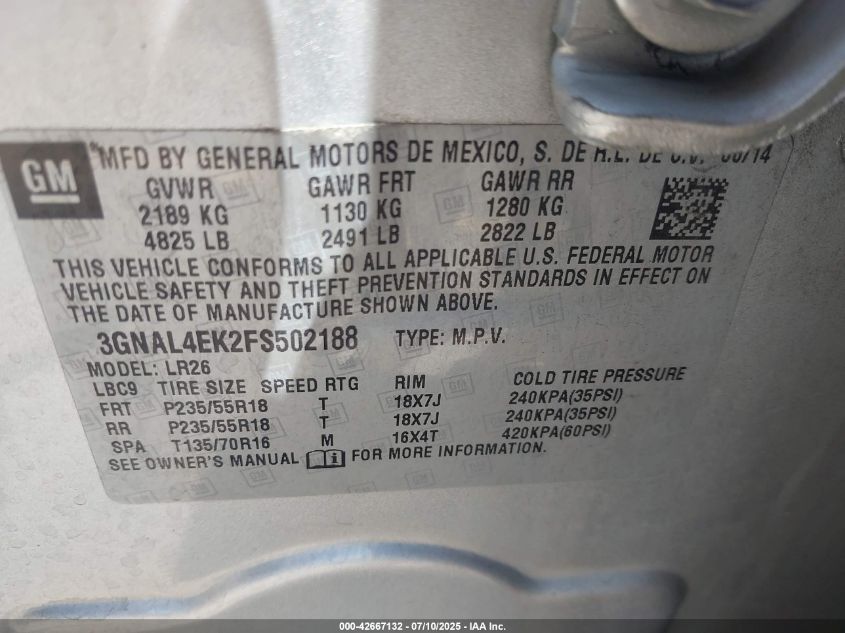 GM
MFD BY GENERAL MOTORS DE MEXICO, S. DE R.L. DE C.V. /14
GVWR GAWR FRT GAWR RR
2189 KG 1130 KG 1280 KG
4825 LB 2491 LB 2822 LB
THIS VEHICLE CONFORMS TO ALL APPLICABLE U.S. FEDERAL MOTOR
VEHICLE SAFETY AND THEFT PREVENTION STANDARDS IN EFFECT ON
THE DATE OF MANUFACTURE SHOWN ABOVE.
3GNAL4EK2FS502188 TYPE: M.P.V.
MODEL: LR26
LBC9 TIRE SIZE SPEED RTG RIM COLD TIRE PRESSURE
FRT P235/55R18 T 18X7J 240KPA(35PSI)
RR P235/55R18 T 18X7J 240KPA(35PSI)
SPA T135/70R16 M 16X4T 420KPA(60PSI)
SEE OWNER'S MANUAL FOR MORE INFORMATION.
000-42667132 - 07/10/2025 - IAA Inc.